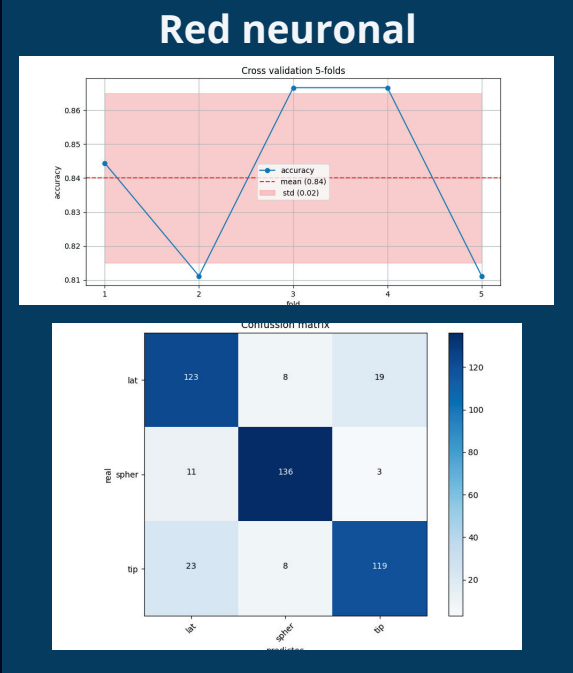 Red neuronal
Cross validation 5-folds
accuracy
0.86
0.85
0.84
0.83
0.82
0.81
accuracy
mean (0.84)
std (0.02)
1 2 3 4 5
fold
Confussion matrix
real
lat 123 8 19
spher 11 136 3
tip 23 8 119
lat spher tip
120
100
80
60
40
20